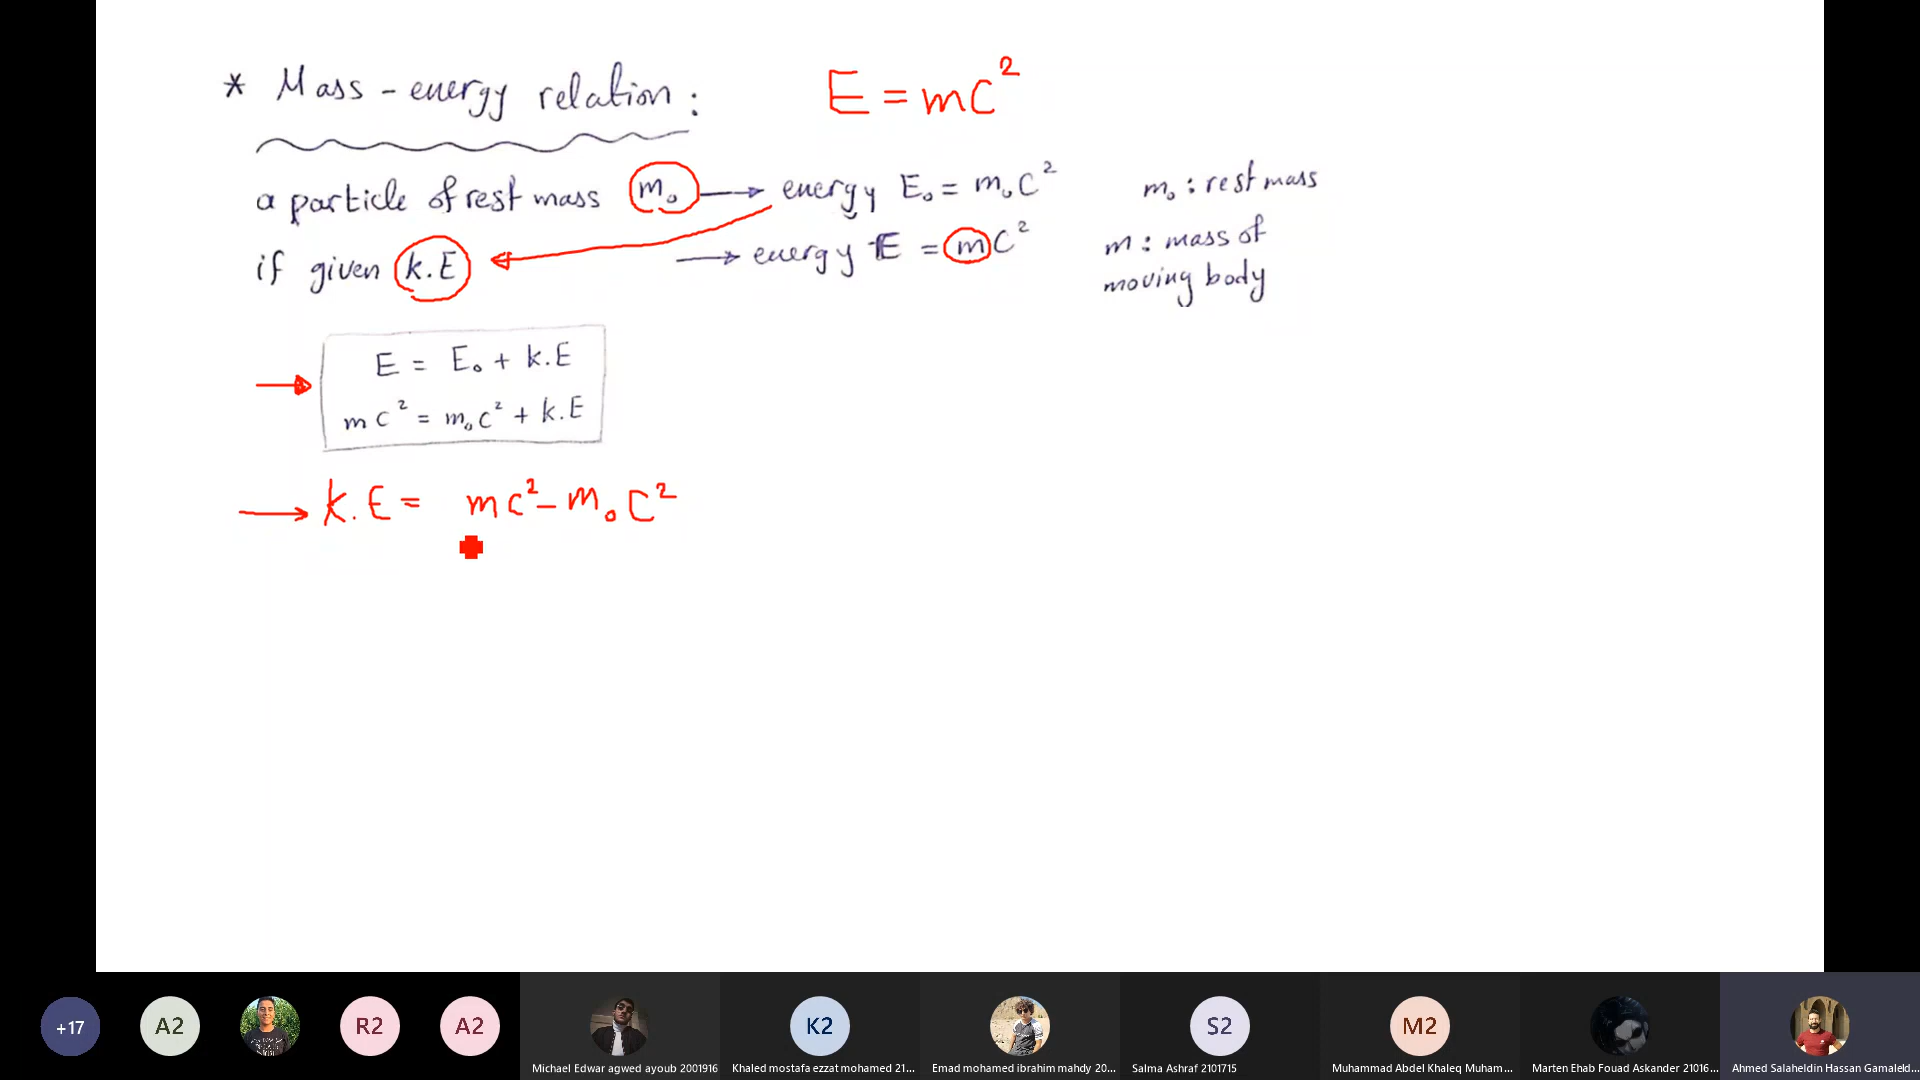 * Mass - energy relation : E = mc²
a particle of rest mass m₀ → energy E₀ = m₀c² m₀ : rest mass
if given k.E → energy E = mc² m : mass of
moving body
E = E₀ + k.E
mc² = m₀c² + k.E
→ k.E = mc² - m₀c²
+17
A2
R2
A2
K2
S2
M2
Michael Edwar agwed ayoub 2001916
Khaled mostafa ezzat mohamed 21...
Emad mohamed ibrahim mahdy 20...
Salma Ashraf 2101715
Muhammad Abdel Khaleq Muham...
Marten Ehab Fouad Askander 21016...
Ahmed Salaheldin Hassan Gamaleld...